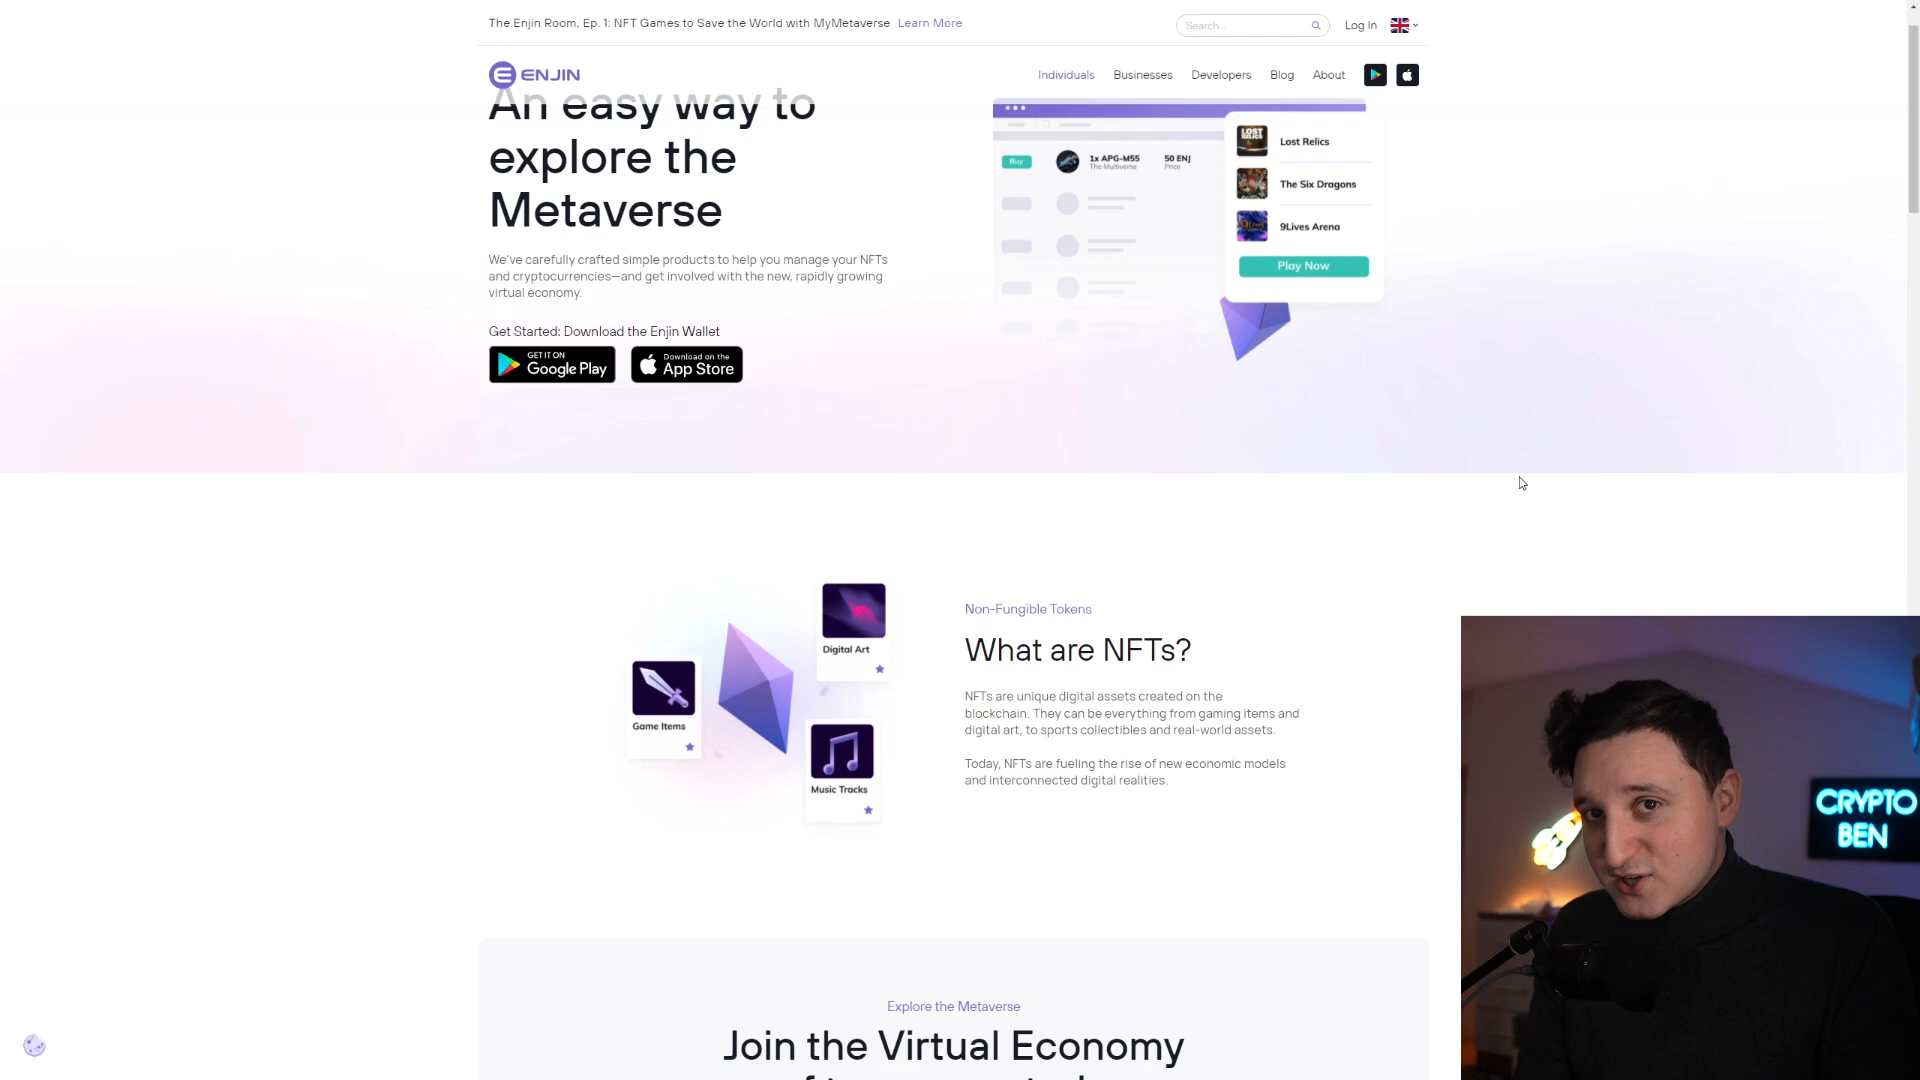 The Enjin Room, Ep. 1: NFT Games to Save the World with MyMetaverse Learn More
Search...
Log In
ENJIN
Individuals Businesses Developers Blog About
An easy way to
explore the
Metaverse
We've carefully crafted simple products to help you manage your NFTs
and cryptocurrencies—and get involved with the new, rapidly growing
virtual economy.
Get Started: Download the Enjin Wallet
GET IT ON
Google Play
Download on the
App Store
Buy
1x APG-M55
The Multiverse
50 ENJ
Price
LOST
RELICS
Lost Relics
The Six Dragons
9Lives Arena
Play Now
Digital Art
Game Items
Music Tracks
Non-Fungible Tokens
What are NFTs?
NFTs are unique digital assets created on the
blockchain. They can be everything from gaming items and
digital art, to sports collectibles and real-world assets.
Today, NFTs are fueling the rise of new economic models
and interconnected digital realities.
CRYPTO
BEN
Explore the Metaverse
Join the Virtual Economy